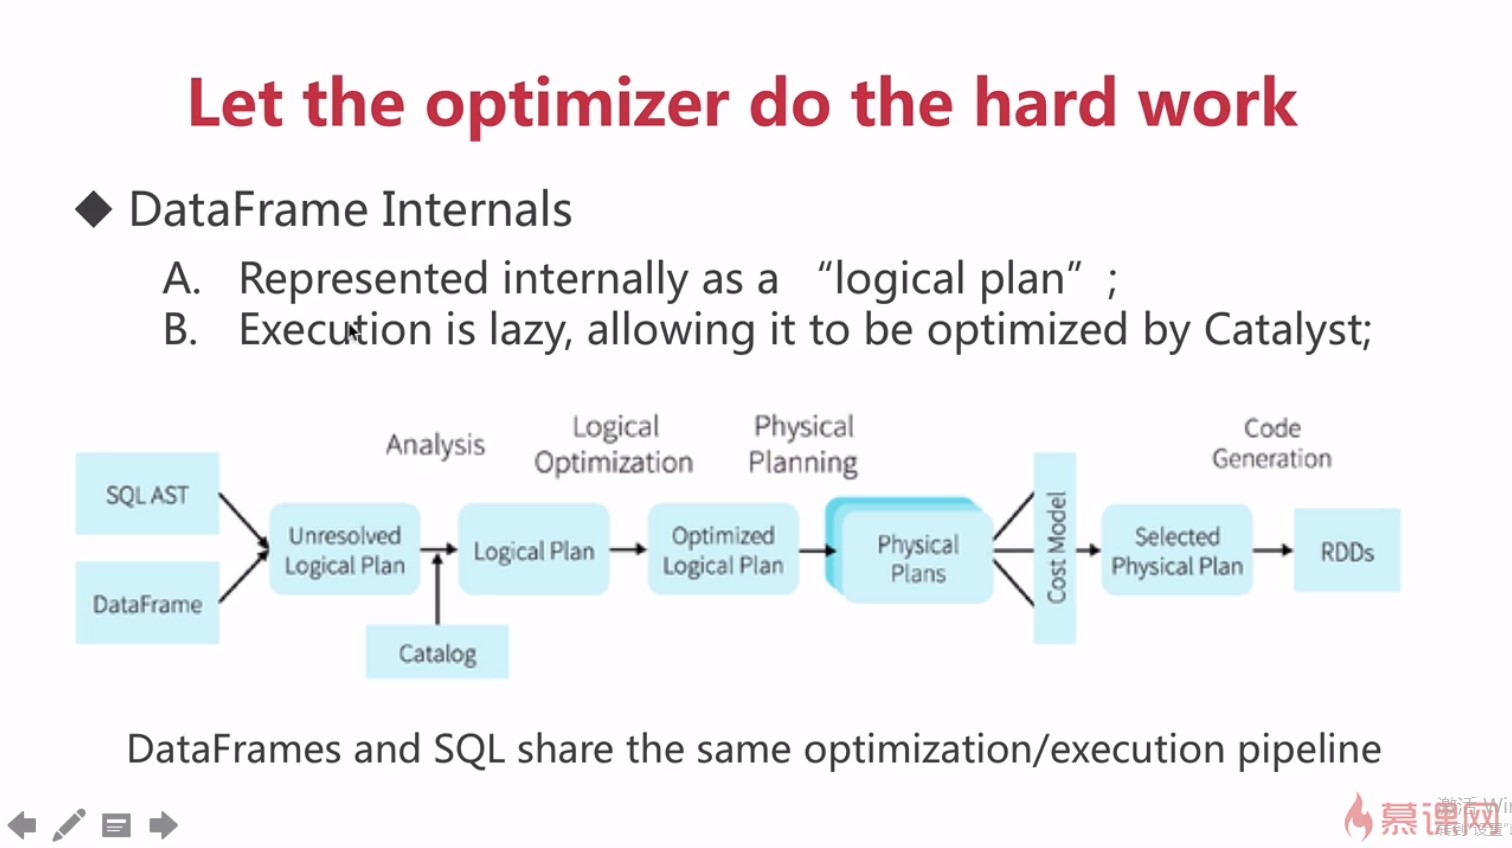 Let the optimizer do the hard work
◆ DataFrame Internals
A. Represented internally as a “logical plan” ;
B. Execution is lazy, allowing it to be optimized by Catalyst;
Analysis
Logical
Optimization
Physical
Planning
Code
Generation
SQL AST
DataFrame
Unresolved
Logical Plan
Catalog
Logical Plan
Optimized
Logical Plan
Physical
Plans
Cost Model
Selected
Physical Plan
RDDs
DataFrames and SQL share the same optimization/execution pipeline
慕课网
激活 Win
转到"设置"